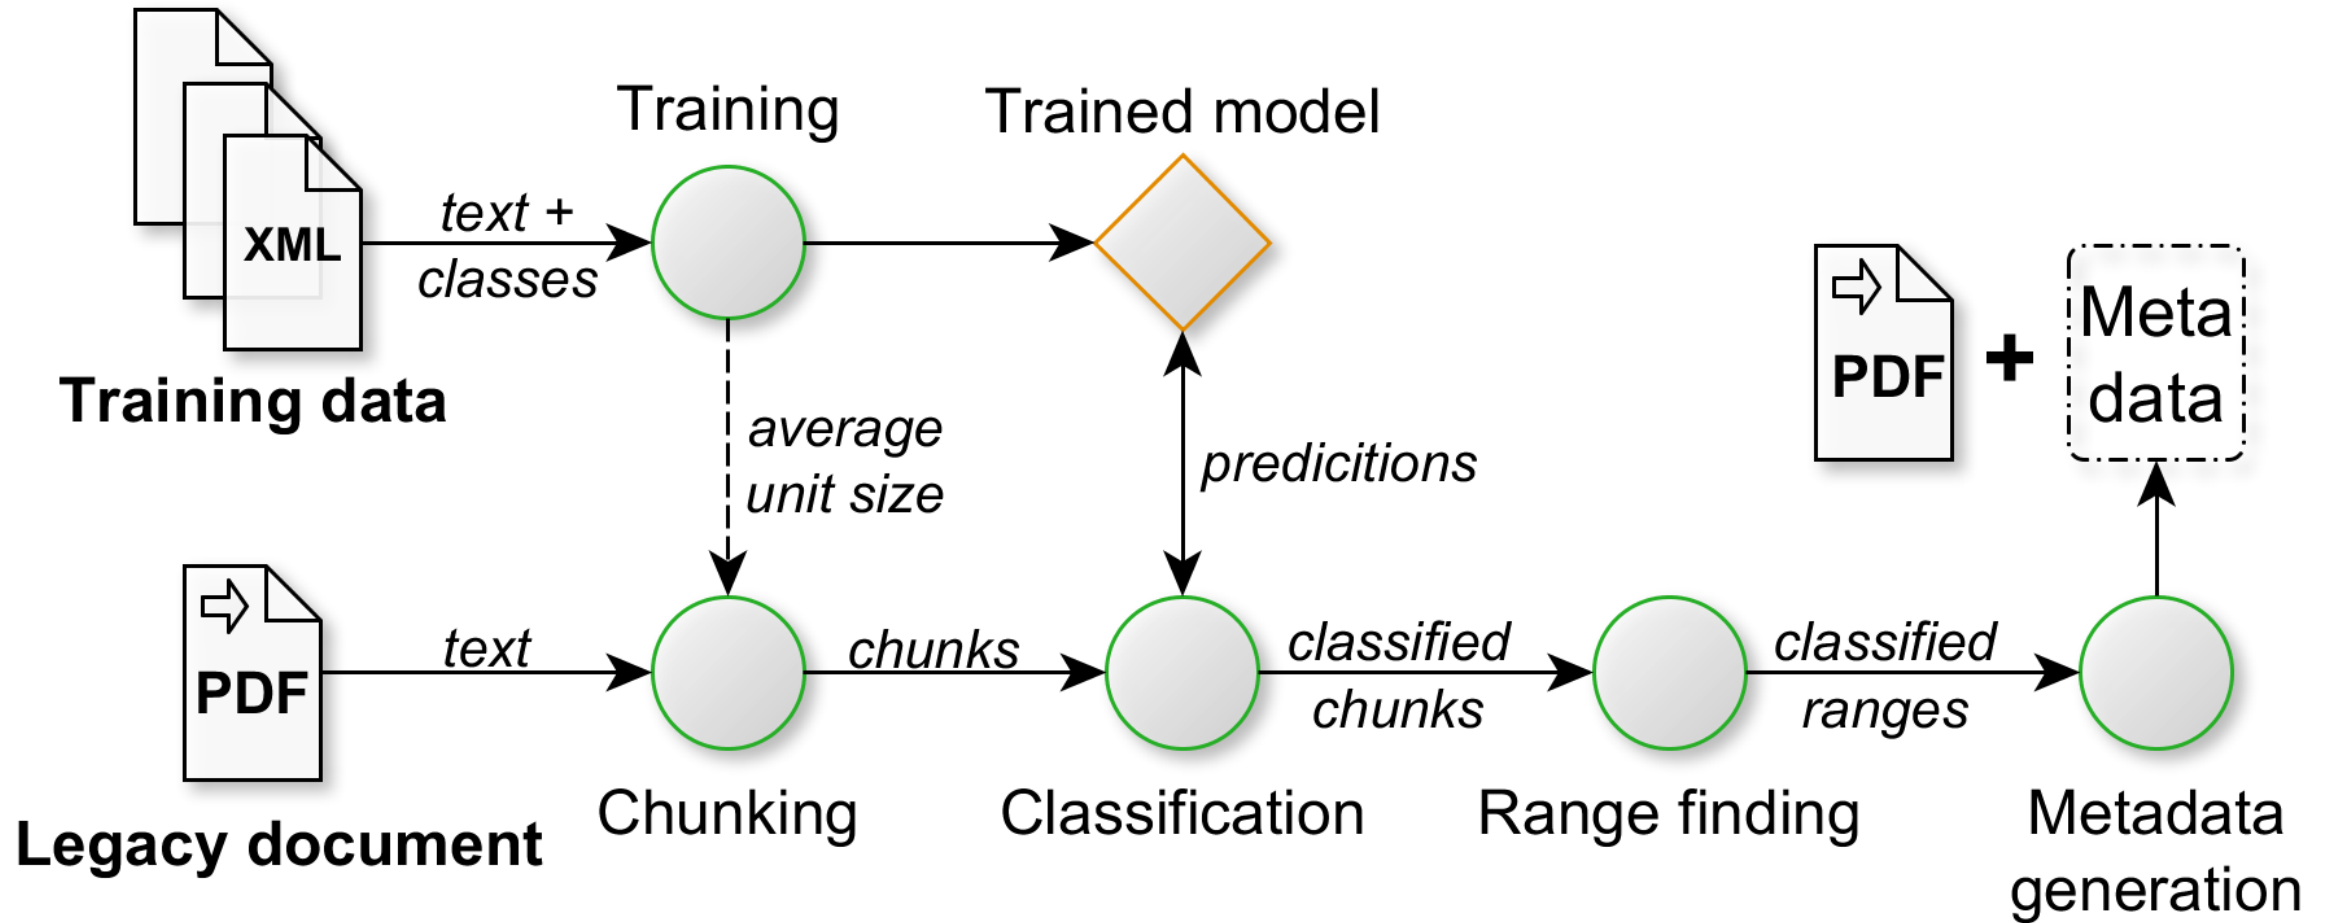 Training
Trained model
text +
classes
XML
Training data
average
unit size
predicitions
PDF
+
Meta
data
PDF
text
chunks
classified
chunks
classified
ranges
Legacy document
Chunking
Classification
Range finding
Metadata
generation